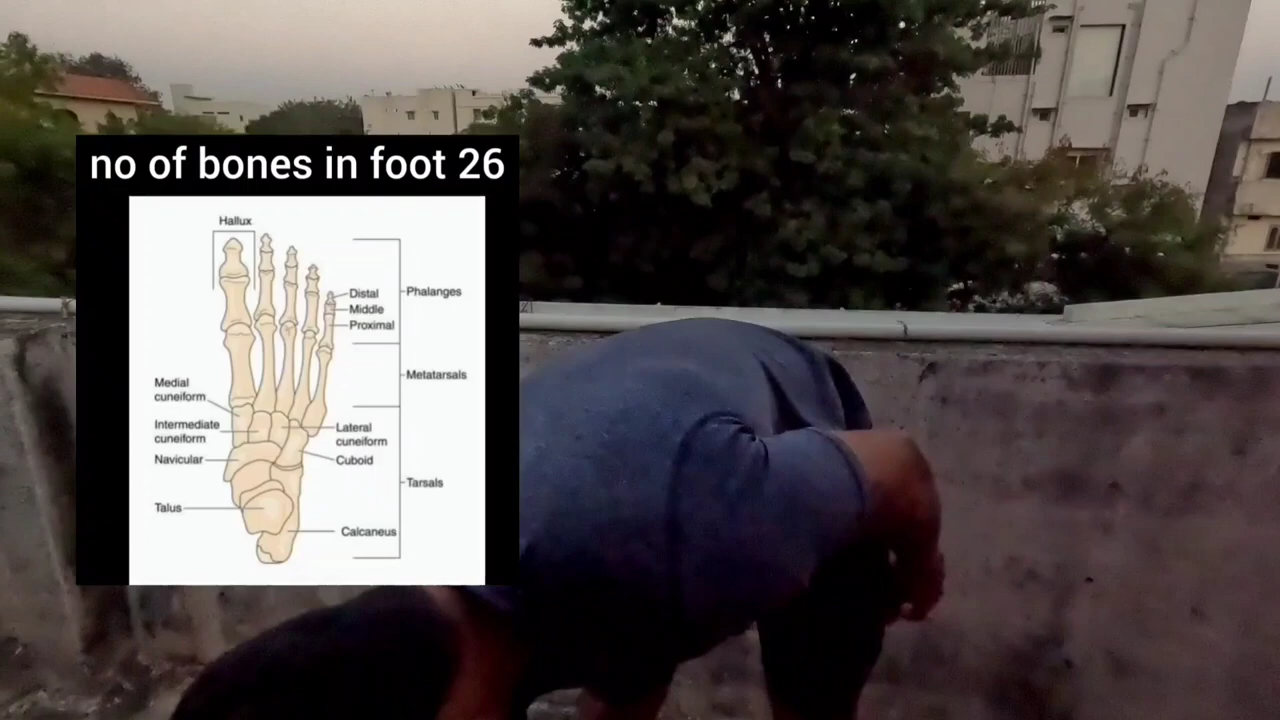 no of bones in foot 26
Hallux
Distal
Middle
Proximal
Phalanges
Metatarsals
Medial
cuneiform
Intermediate
cuneiform
Navicular
Talus
Lateral
cuneiform
Cuboid
Tarsals
Calcaneus